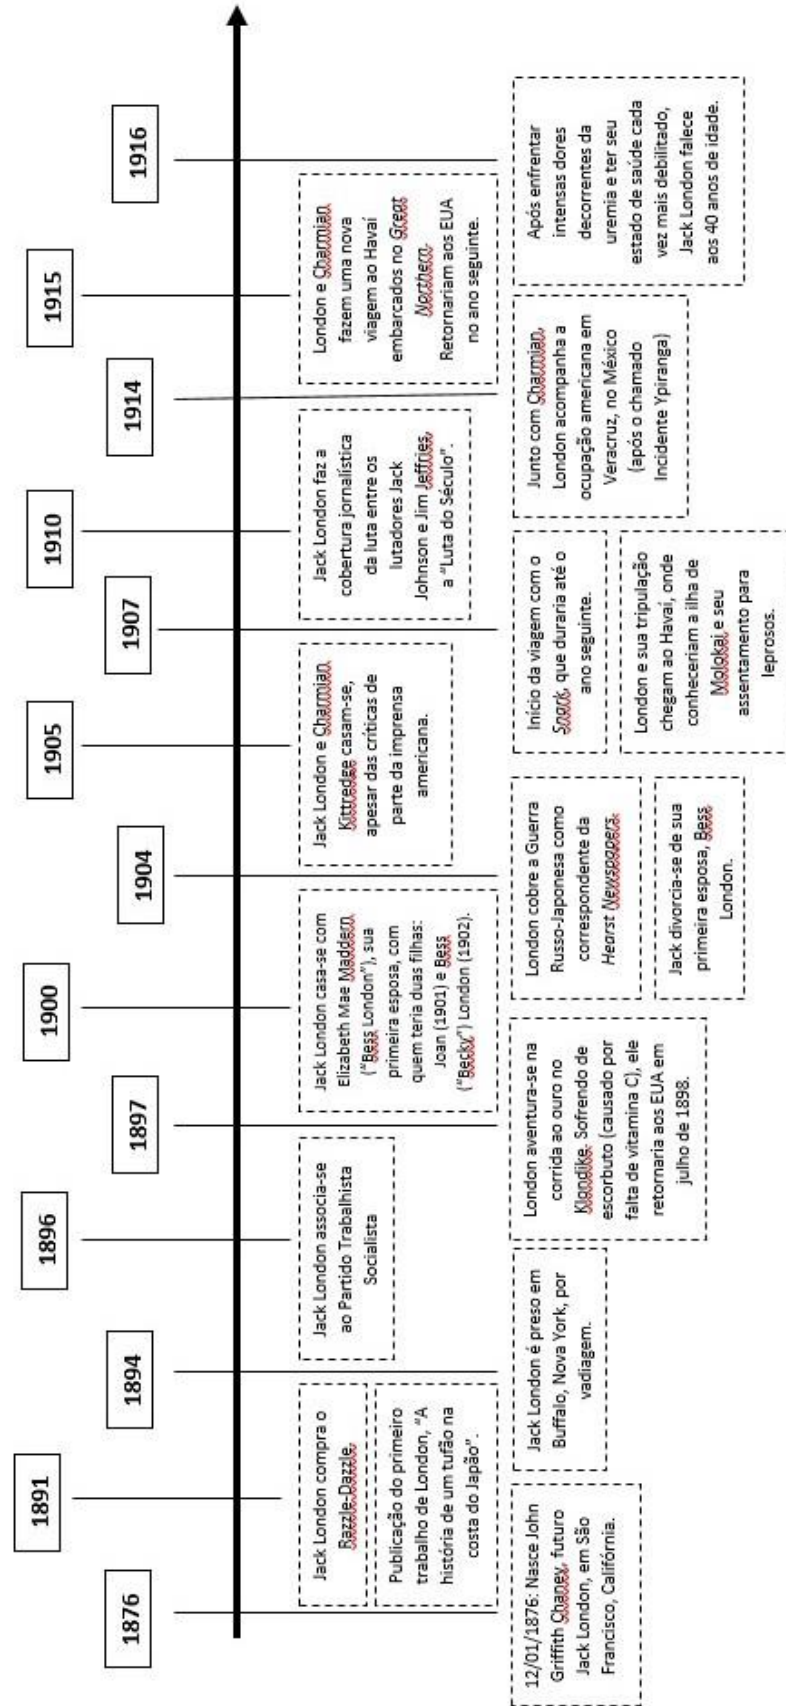 1876
1891
1894
1896
1897
1900
1904
1905
1907
1910
1914
1915
1916
12/01/1876: Nasce John
Griffith Chaney, futuro
Jack London, em São
Francisco, Califórnia.
Jack London compra o
Razzle-Dazzle.
Publicação do primeiro
trabalho de London, “A
história de um tufão na
costa do Japão”.
Jack London é preso em
Buffalo, Nova York, por
vadiagem.
Jack London associa-se
ao Partido Trabalhista
Socialista
London aventura-se na
corrida ao ouro no
Klondike. Sofrendo de
escorbuto (causado por
falta de vitamina C), ele
retornaria aos EUA em
julho de 1898.
Jack London casa-se com
Elizabeth Mae Maddern
(“Bess London”), sua
primeira esposa, com
quem teria duas filhas:
Joan (1901) e Bess
(“Becky”) London (1902).
London cobre a Guerra
Russo-Japonesa como
correspondente da
Hearst Newspapers.
Jack divorcia-se de sua
primeira esposa, Bess
London.
Jack London e Charmian
Kittredge casam-se,
apesar das críticas de
parte da imprensa
americana.
Início da viagem com o
Snark, que duraria até o
ano seguinte.
London e sua tripulação
chegam ao Havaí, onde
conheceriam a ilha de
Molokai e seu
assentamento para
leprosos.
Jack London faz a
cobertura jornalística
da luta entre os
lutadores Jack
Johnson e Jim Jeffries,
a “Luta do Século”.
Junto com Charmian,
London acompanha a
ocupação americana em
Veracruz, no México
(após o chamado
Incidente Ypiranga)
London e Charmian
fazem uma nova
viagem ao Havaí
embarcados no Great
Northern.
Retornariam aos EUA
no ano seguinte.
Após enfrentar
intensas dores
decorrentes da
uremia e ter seu
estado de saúde cada
vez mais debilitado,
Jack London falece
aos 40 anos de idade.